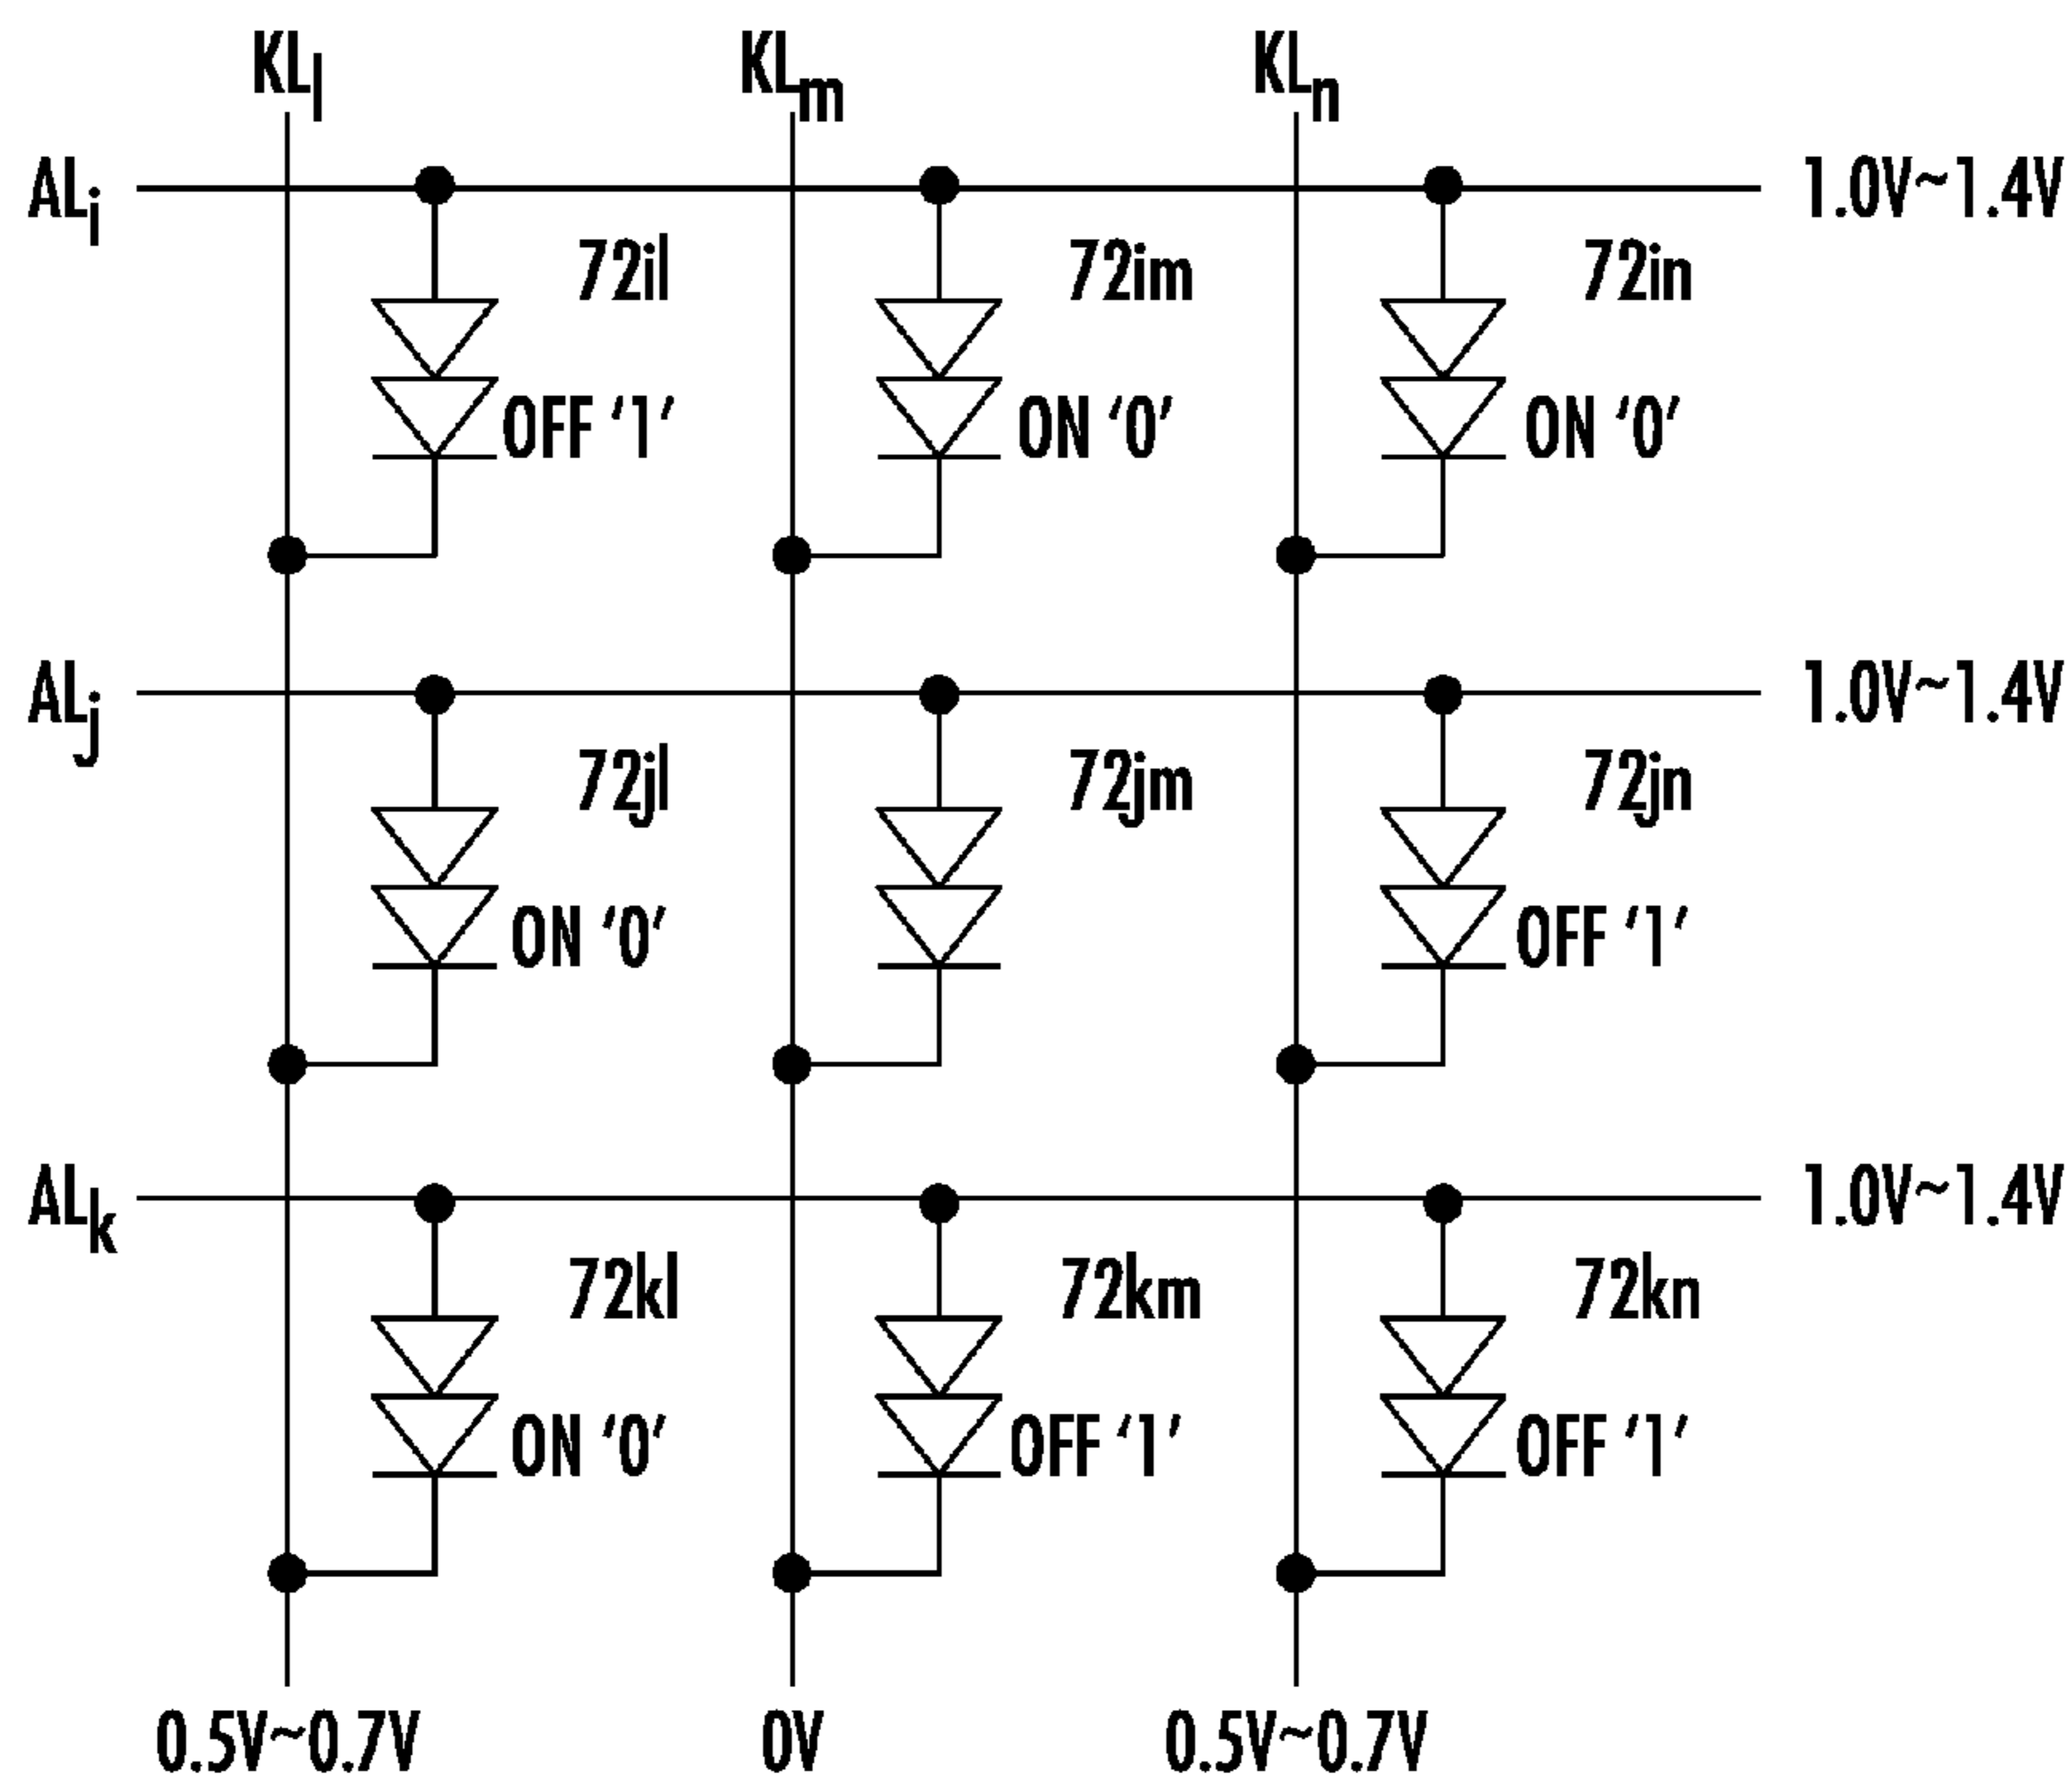 KLl KLm KLn
ALi 1.0V~1.4V
72il 72im 72in
OFF ‘1’ ON ‘0’ ON ‘0’
ALj 1.0V~1.4V
72jl 72jm 72jn
ON ‘0’ OFF ‘1’
ALk 1.0V~1.4V
72kl 72km 72kn
ON ‘0’ OFF ‘1’ OFF ‘1’
0.5V~0.7V 0V 0.5V~0.7V